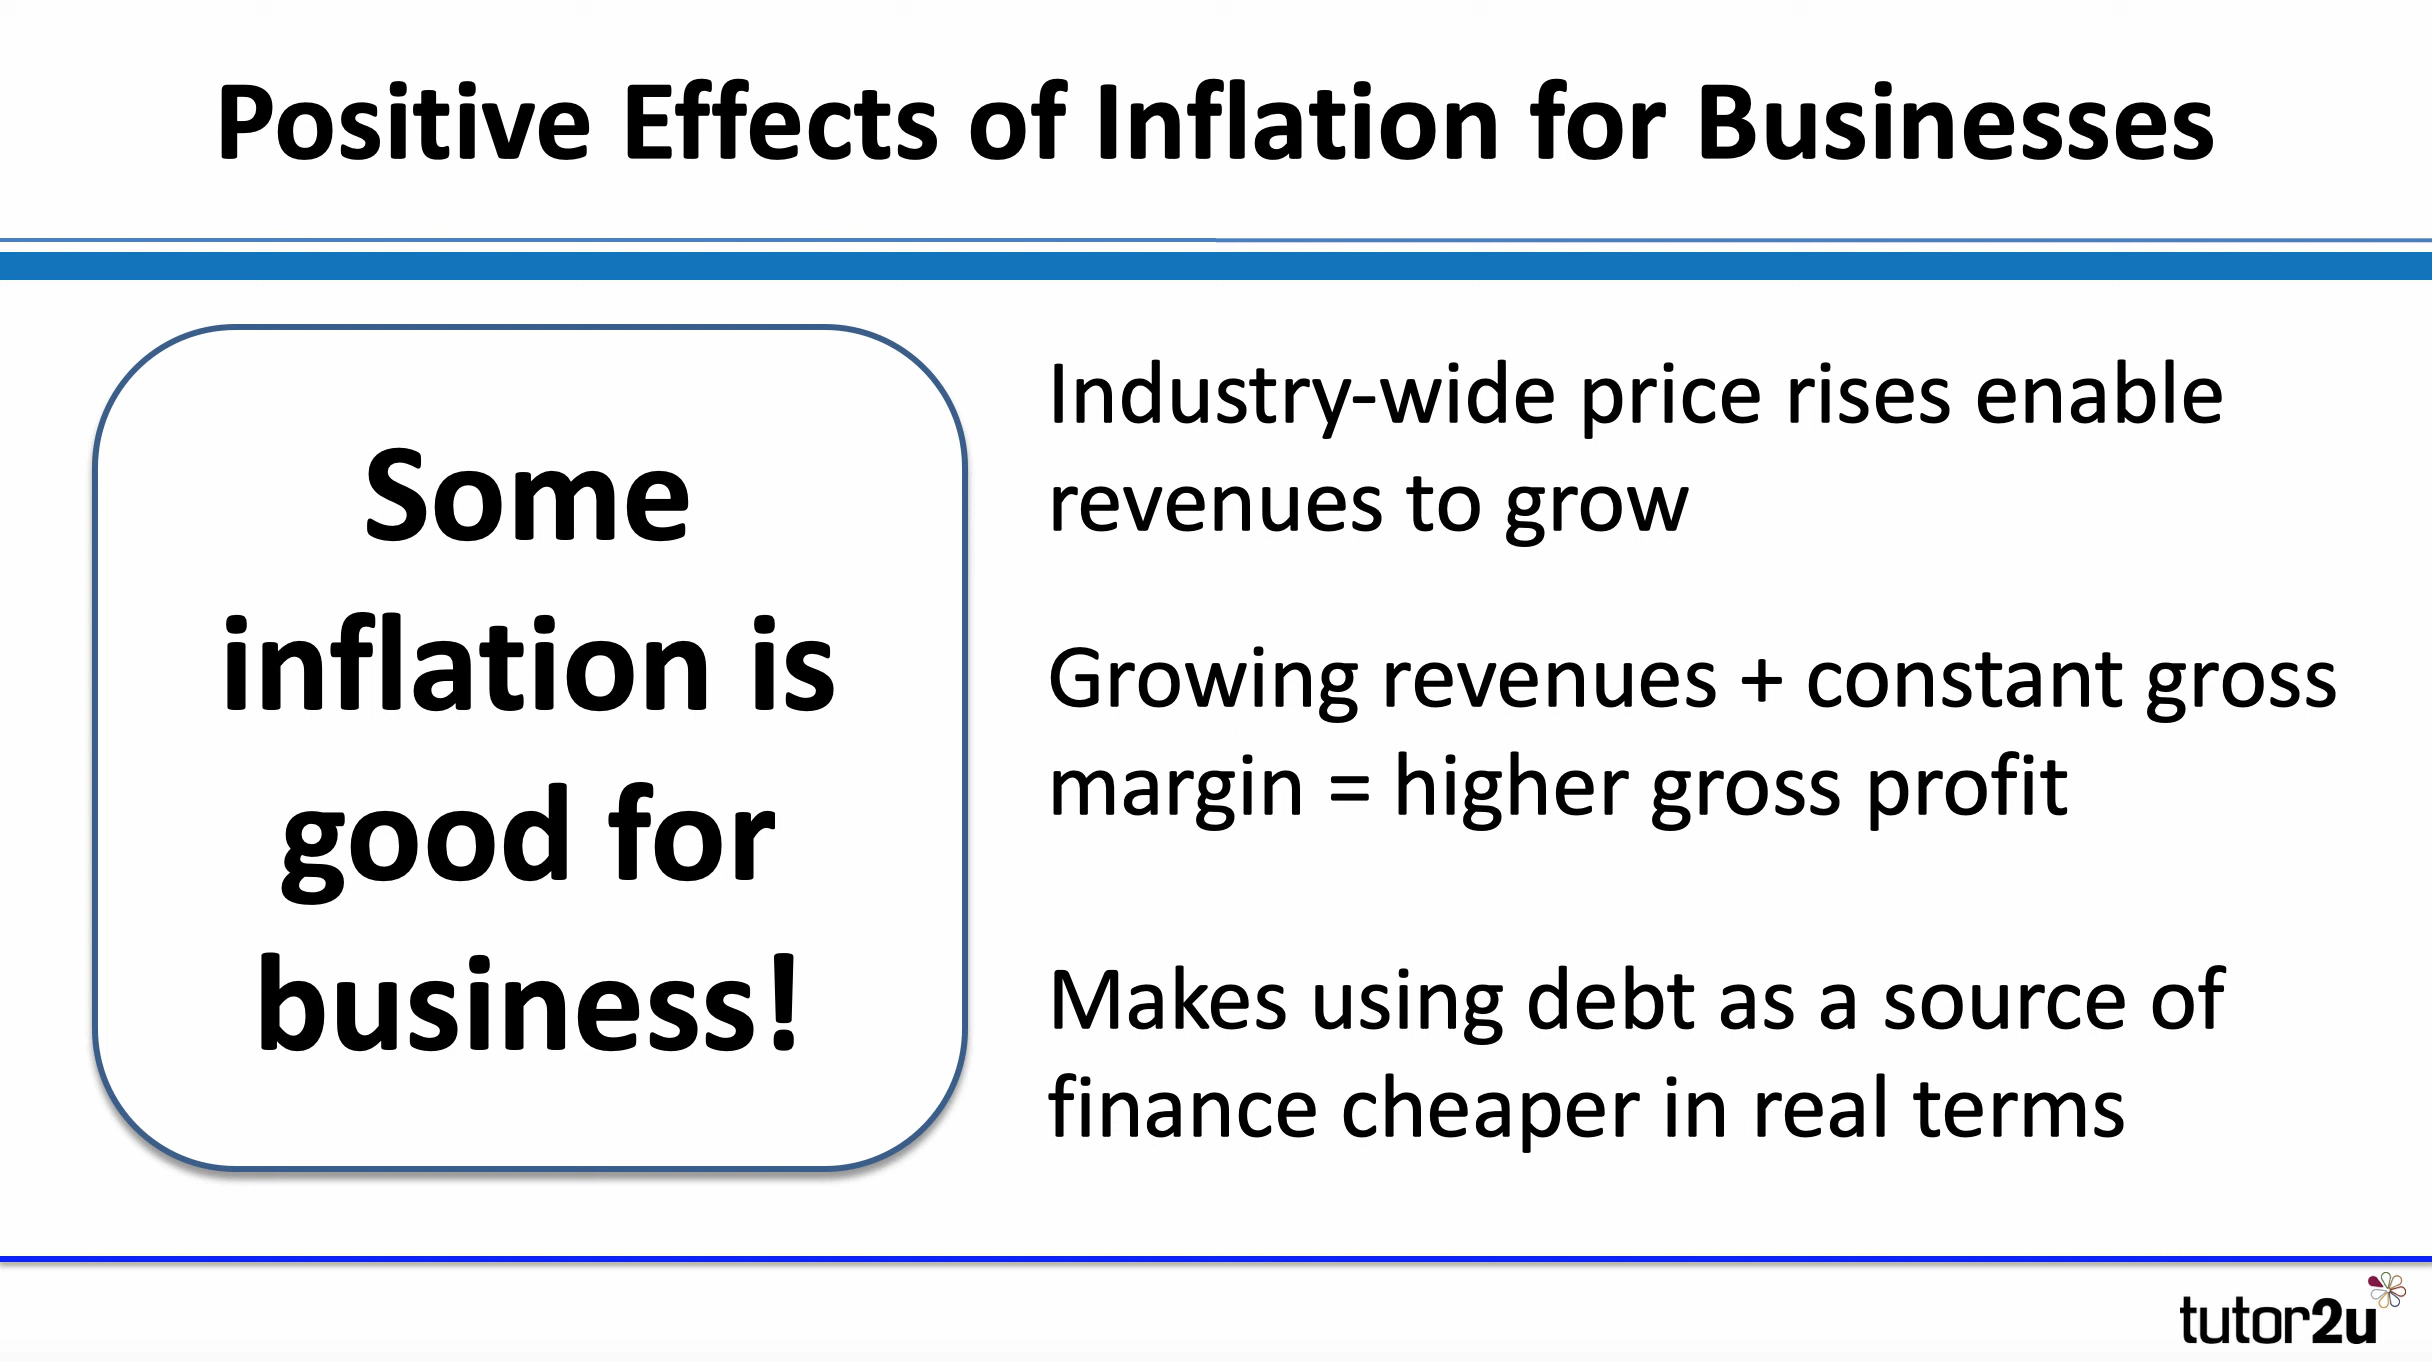 Positive Effects of Inflation for Businesses
Some
inflation is
good for
business!
Industry-wide price rises enable
revenues to grow
Growing revenues + constant gross
margin = higher gross profit
Makes using debt as a source of
finance cheaper in real terms
tutor2u